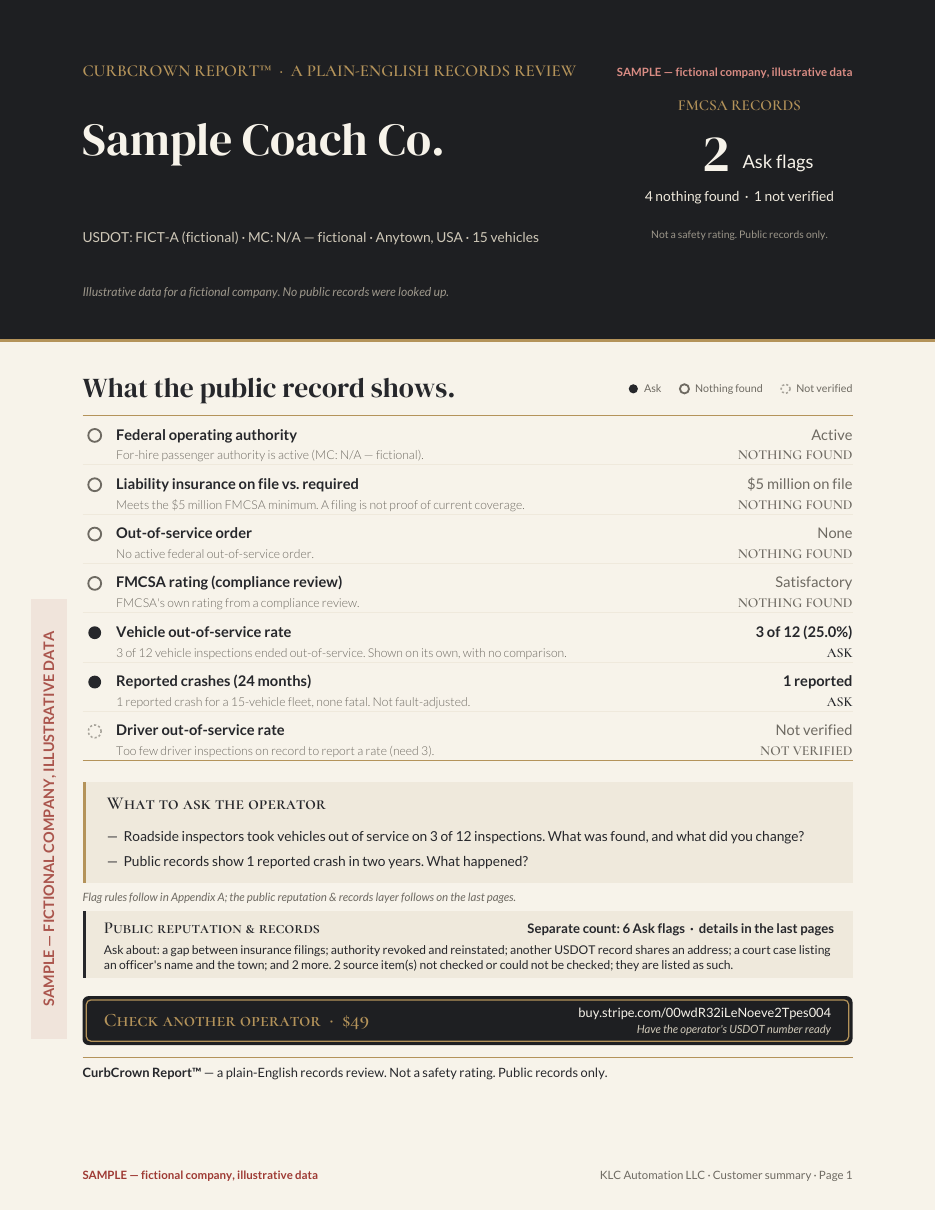 CURBCROWN REPORT™ · A PLAIN-ENGLISH RECORDS REVIEW
SAMPLE — fictional company, illustrative data
FMCSA RECORDS
Sample Coach Co.
2 Ask flags
4 nothing found · 1 not verified
USDOT: FICT-A (fictional) · MC: N/A — fictional · Anytown, USA · 15 vehicles
Not a safety rating. Public records only.
Illustrative data for a fictional company. No public records were looked up.
What the public record shows.
Ask
Nothing found
Not verified
Federal operating authority
Active
For-hire passenger authority is active (MC: N/A — fictional).
NOTHING FOUND
Liability insurance on file vs. required
$5 million on file
Meets the $5 million FMCSA minimum. A filing is not proof of current coverage.
NOTHING FOUND
Out-of-service order
None
No active federal out-of-service order.
NOTHING FOUND
FMCSA rating (compliance review)
Satisfactory
FMCSA's own rating from a compliance review.
NOTHING FOUND
Vehicle out-of-service rate
3 of 12 (25.0%)
3 of 12 vehicle inspections ended out-of-service. Shown on its own, with no comparison.
ASK
Reported crashes (24 months)
1 reported
1 reported crash for a 15-vehicle fleet, none fatal. Not fault-adjusted.
ASK
Driver out-of-service rate
Not verified
Too few driver inspections on record to report a rate (need 3).
NOT VERIFIED
SAMPLE — FICTIONAL COMPANY, ILLUSTRATIVE DATA
What to ask the operator
— Roadside inspectors took vehicles out of service on 3 of 12 inspections. What was found, and what did you change?
— Public records show 1 reported crash in two years. What happened?
Flag rules follow in Appendix A; the public reputation & records layer follows on the last pages.
Public reputation & records
Separate count: 6 Ask flags · details in the last pages
Ask about: a gap between insurance filings; authority revoked and reinstated; another USDOT record shares an address; a court case listing
an officer's name and the town; and 2 more. 2 source item(s) not checked or could not be checked; they are listed as such.
Check another operator · $49
buy.stripe.com/00wdR32iLeNoeve2Tpes004
Have the operator's USDOT number ready
CurbCrown Report™ — a plain-English records review. Not a safety rating. Public records only.
SAMPLE — fictional company, illustrative data
KLC Automation LLC · Customer summary · Page 1